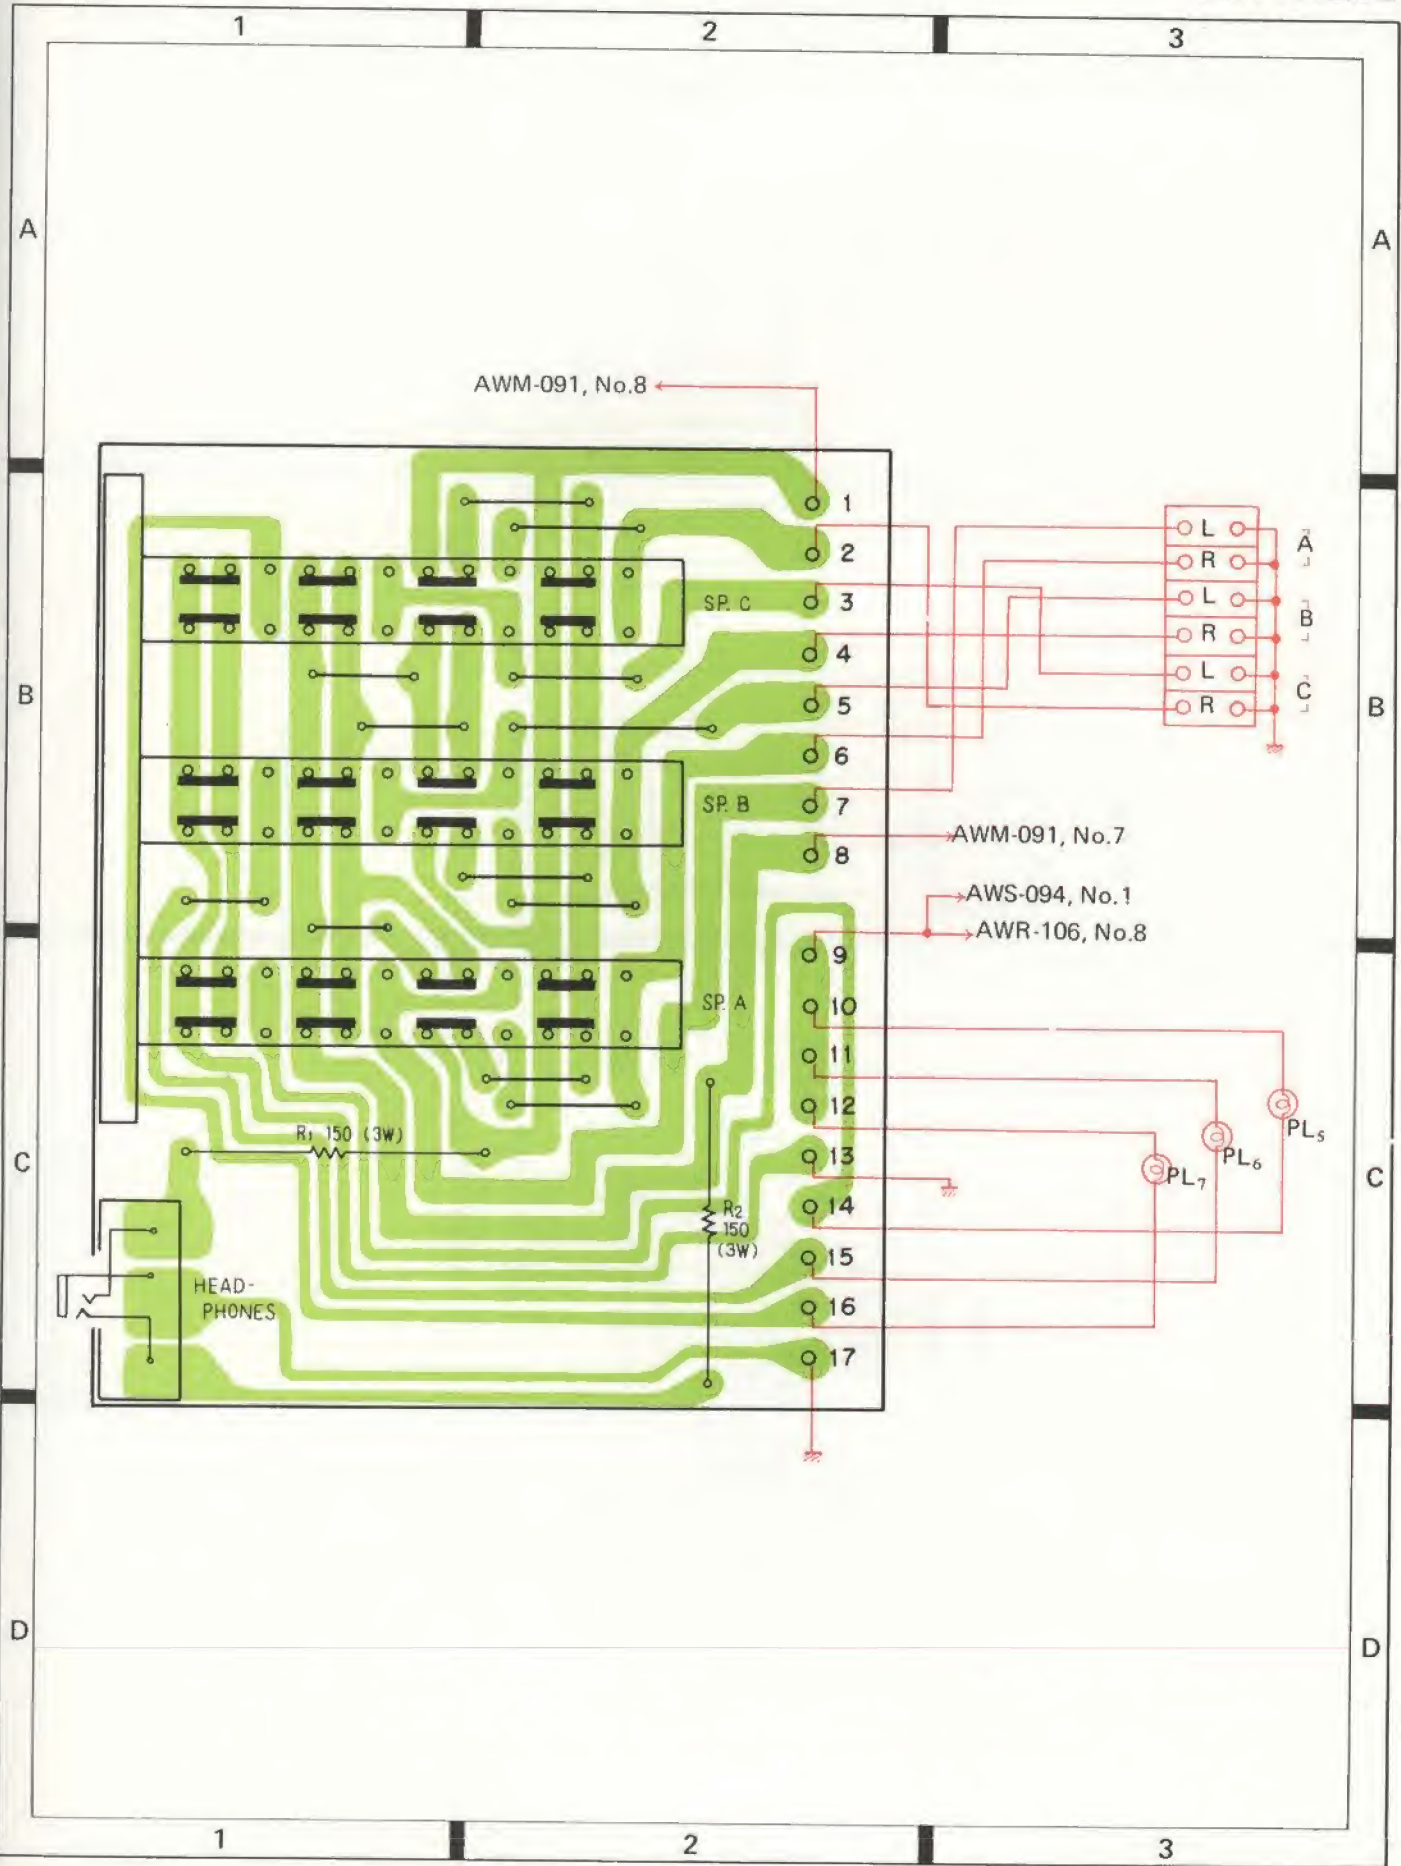 1 2 3
A A
AWM-091, No.8
1
2
3
4
5
6
7
8
9
10
11
12
13
14
15
16
17
SP. C
SP. B
SP. A
L
R
L
R
L
R
A
B
C
B B
AWM-091, No.7
AWS-094, No.1
AWR-106, No.8
PL5
PL6
PL7
C C
R1 150 (3W)
R2
150
(3W)
HEAD-
PHONES
D D
1 2 3